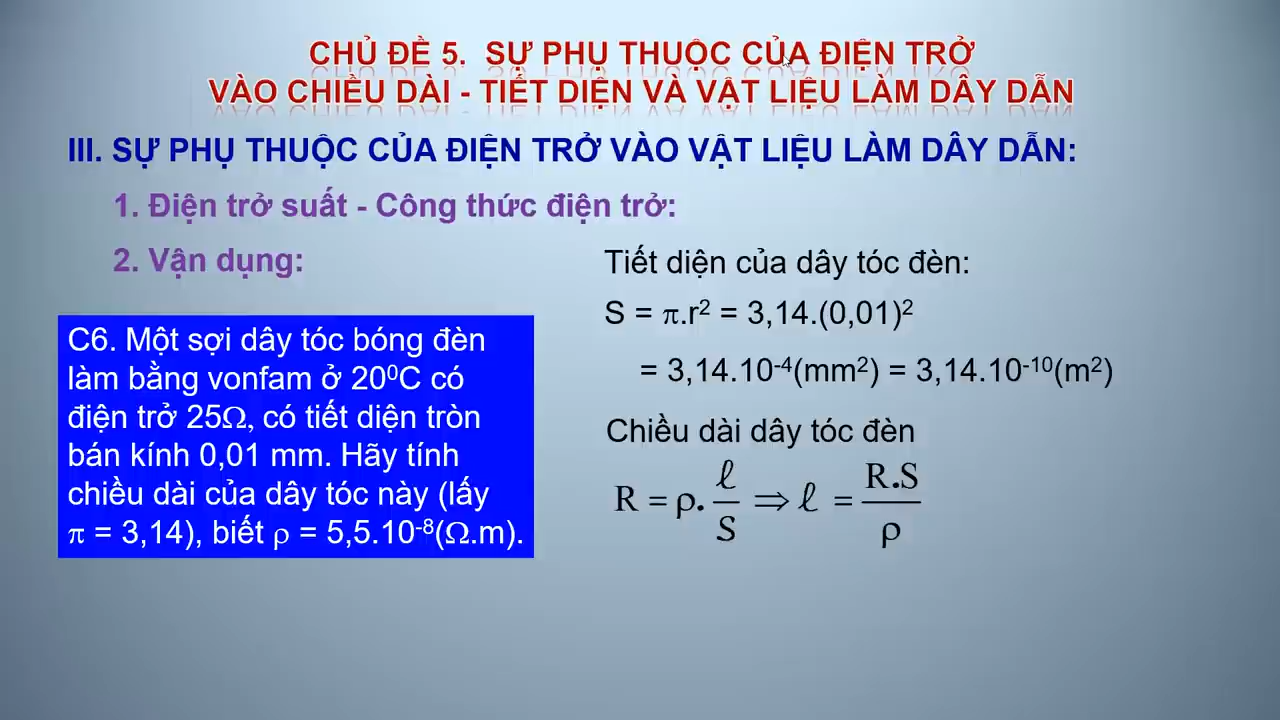 CHỦ ĐỀ 5. SỰ PHỤ THUỘC CỦA ĐIỆN TRỞ
VÀO CHIỀU DÀI - TIẾT DIỆN VÀ VẬT LIỆU LÀM DÂY DẪN
III. SỰ PHỤ THUỘC CỦA ĐIỆN TRỞ VÀO VẬT LIỆU LÀM DÂY DẪN:
1. Điện trở suất - Công thức điện trở:
2. Vận dụng:
C6. Một sợi dây tóc bóng đèn
làm bằng vonfam ở 20⁰C có
điện trở 25Ω, có tiết diện tròn
bán kính 0,01 mm. Hãy tính
chiều dài của dây tóc này (lấy
π = 3,14), biết ρ = 5,5.10⁻⁸(Ω.m).
Tiết diện của dây tóc đèn:
S = π.r² = 3,14.(0,01)²
= 3,14.10⁻⁴(mm²) = 3,14.10⁻¹⁰(m²)
Chiều dài dây tóc đèn
R = ρ.ℓ/S ⇒ ℓ = R.S/ρ